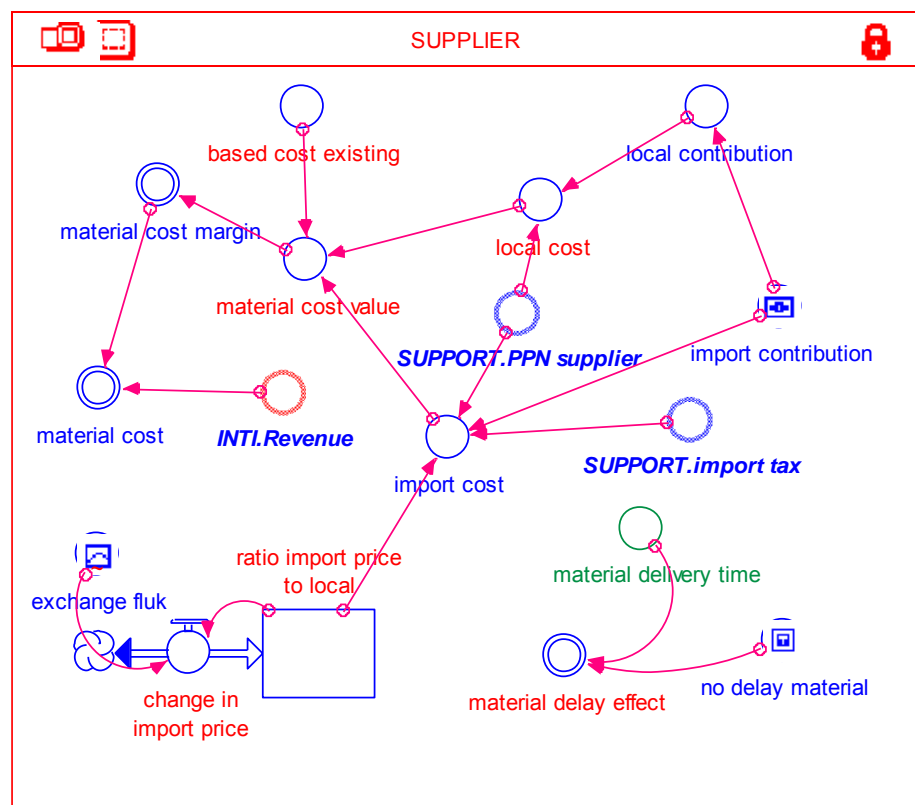 SUPPLIER
based cost existing
local contribution
material cost margin
local cost
material cost value
SUPPORT.PPN supplier
import contribution
material cost
INTI.Revenue
SUPPORT.import tax
import cost
ratio import price
to local
material delivery time
exchange fluk
change in
import price
material delay effect
no delay material